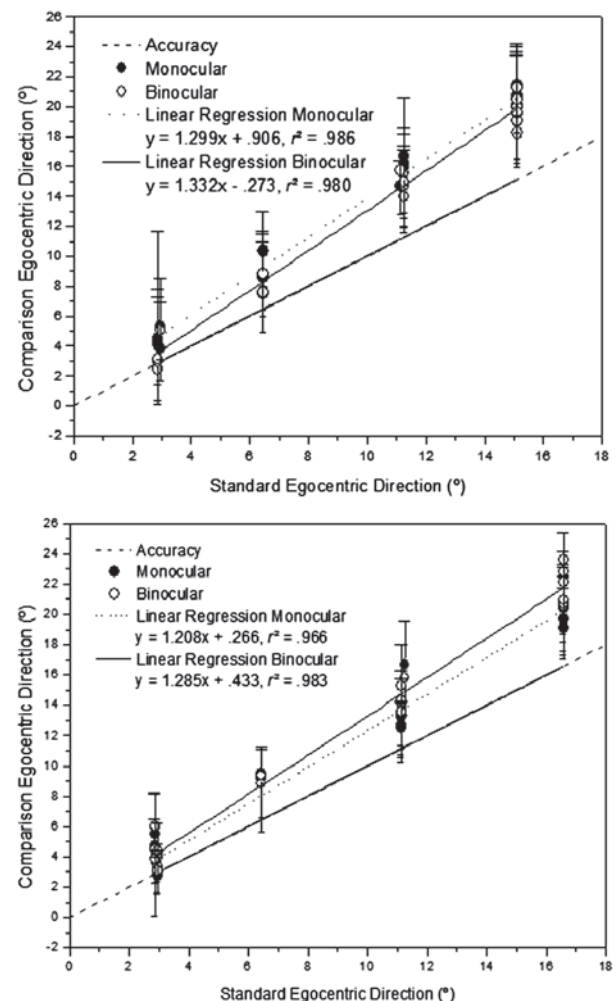 26
24
22
20
18
16
14
12
10
8
6
4
2
0
-2
Comparison Egocentric Direction (º)
Accuracy
Monocular
Binocular
Linear Regression Monocular
y = 1.299x + .906, r² = .986
Linear Regression Binocular
y = 1.332x - .273, r² = .980
0 2 4 6 8 10 12 14 16 18
Standard Egocentric Direction (º)
26
24
22
20
18
16
14
12
10
8
6
4
2
0
-2
Comparison Egocentric Direction (º)
Accuracy
Monocular
Binocular
Linear Regression Monocular
y = 1.208x + .266, r² = .966
Linear Regression Binocular
y = 1.285x + .433, r² = .983
0 2 4 6 8 10 12 14 16 18
Standard Egocentric Direction (º)